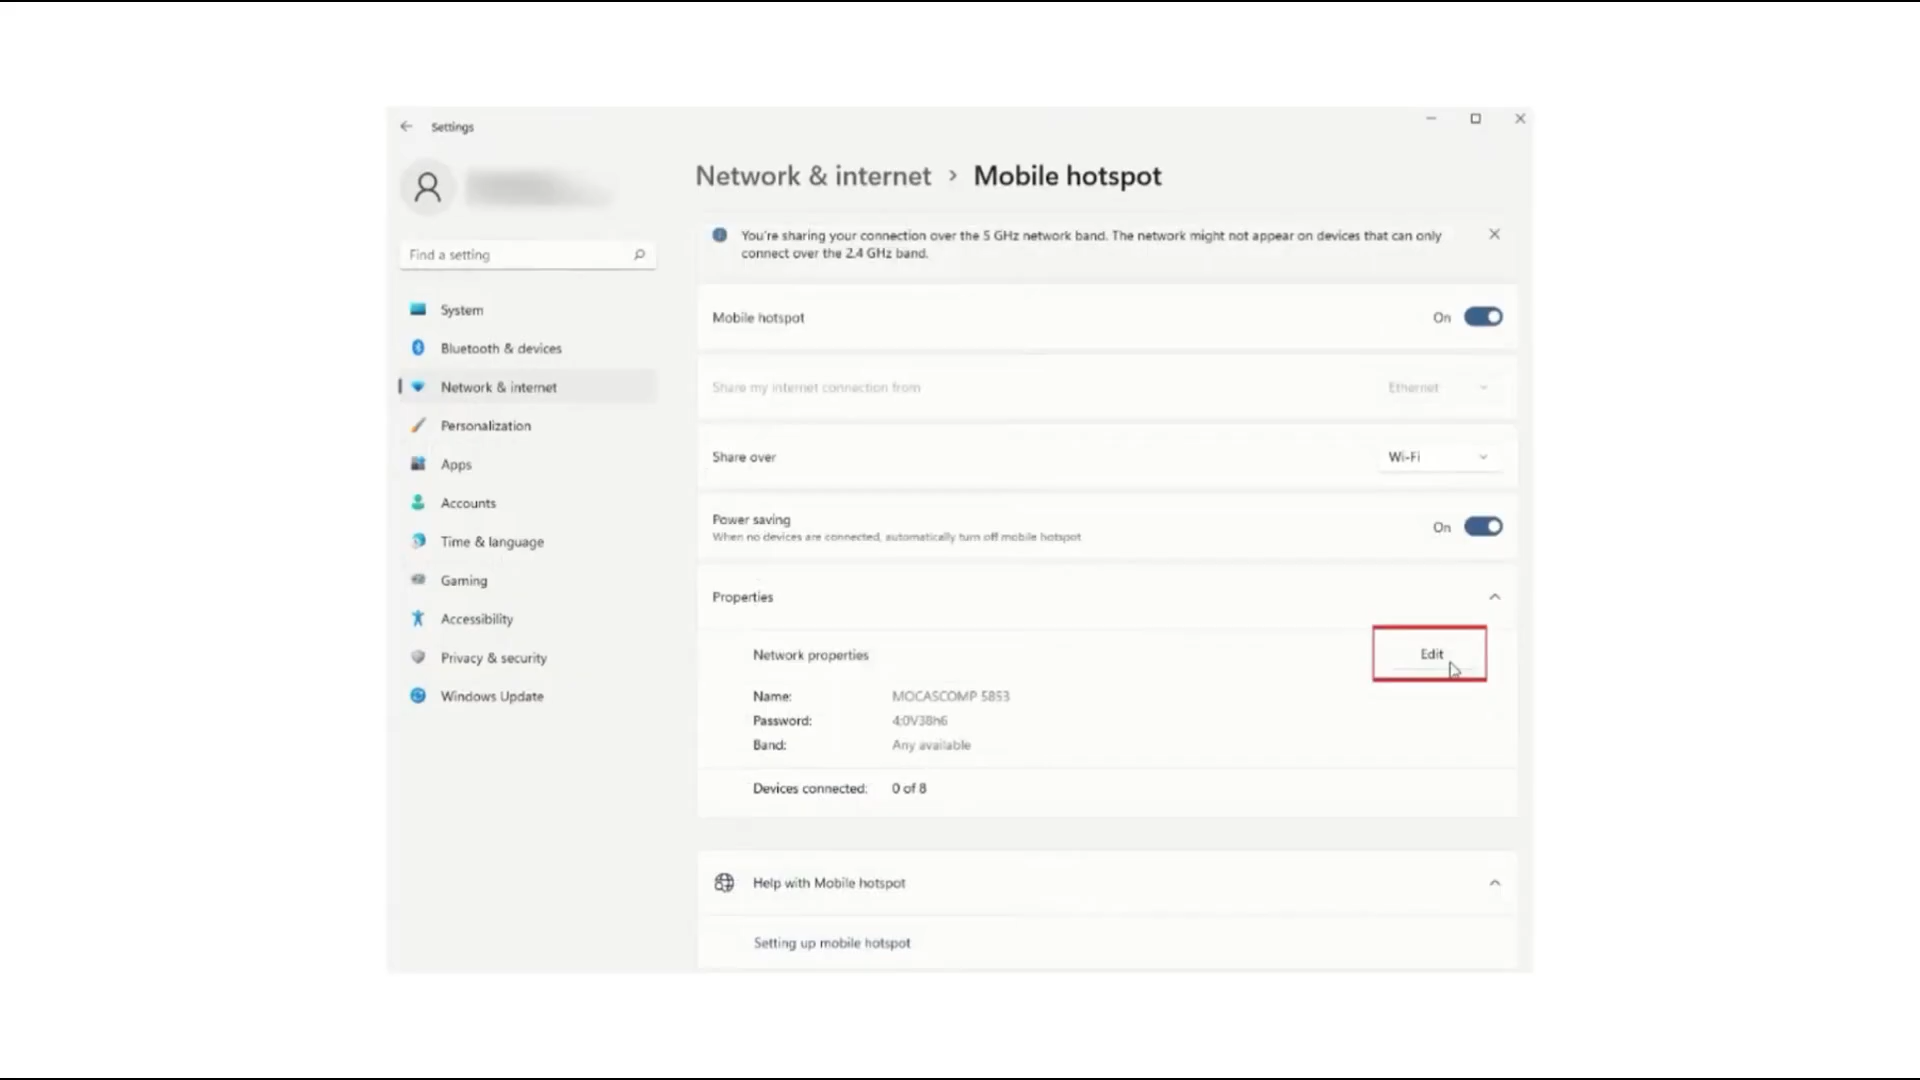 Settings
Find a setting
System
Bluetooth & devices
Network & internet
Personalization
Apps
Accounts
Time & language
Gaming
Accessibility
Privacy & security
Windows Update
Network & internet › Mobile hotspot
You're sharing your connection over the 5 GHz network band. The network might not appear on devices that can only
connect over the 2.4 GHz band.
Mobile hotspot On
Share my internet connection from Ethernet
Share over Wi-Fi
Power saving
When no devices are connected, automatically turn off mobile hotspot
On
Properties
Network properties Edit
Name: MOCASCOMP 5853
Password:
Band: Any available
Devices connected: 0 of 8
Help with Mobile hotspot
Setting up mobile hotspot